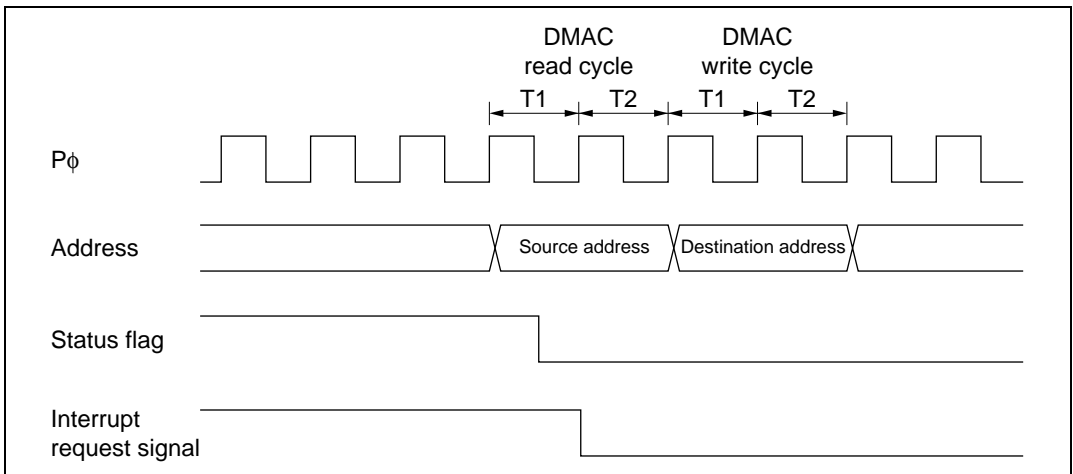 DMAC
read cycle
DMAC
write cycle
T1 T2 T1 T2
Pϕ
Address
Source address
Destination address
Status flag
Interrupt
request signal